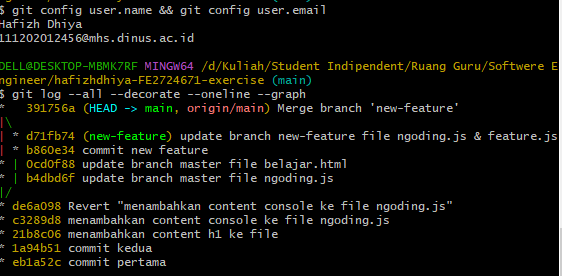 $ git config user.name && git config user.email
Hafizh Dhiya
111202012456@mhs.dinus.ac.id
DELL@DESKTOP-MBMK7RF MINGW64 /d/Kuliah/Student Indipendent/Ruang Guru/Softwere E
ngineer/hafizhdhiya-FE2724671-exercise (main)
$ git log --all --decorate --oneline --graph
*   391756a (HEAD -> main, origin/main) Merge branch 'new-feature'
|\
| * d71fb74 (new-feature) update branch new-feature file ngoding.js & feature.js
| * b860e34 commit new feature
* | 0cd0f88 update branch master file belajar.html
* | b4dbd6f update branch master file ngoding.js
|/
* de6a098 Revert "menambahkan content console ke file ngoding.js"
* c3289d8 menambahkan content console ke file ngoding.js
* 21b8c06 menambahkan content h1 ke file
* 1a94b51 commit kedua
* eb1a52c commit pertama